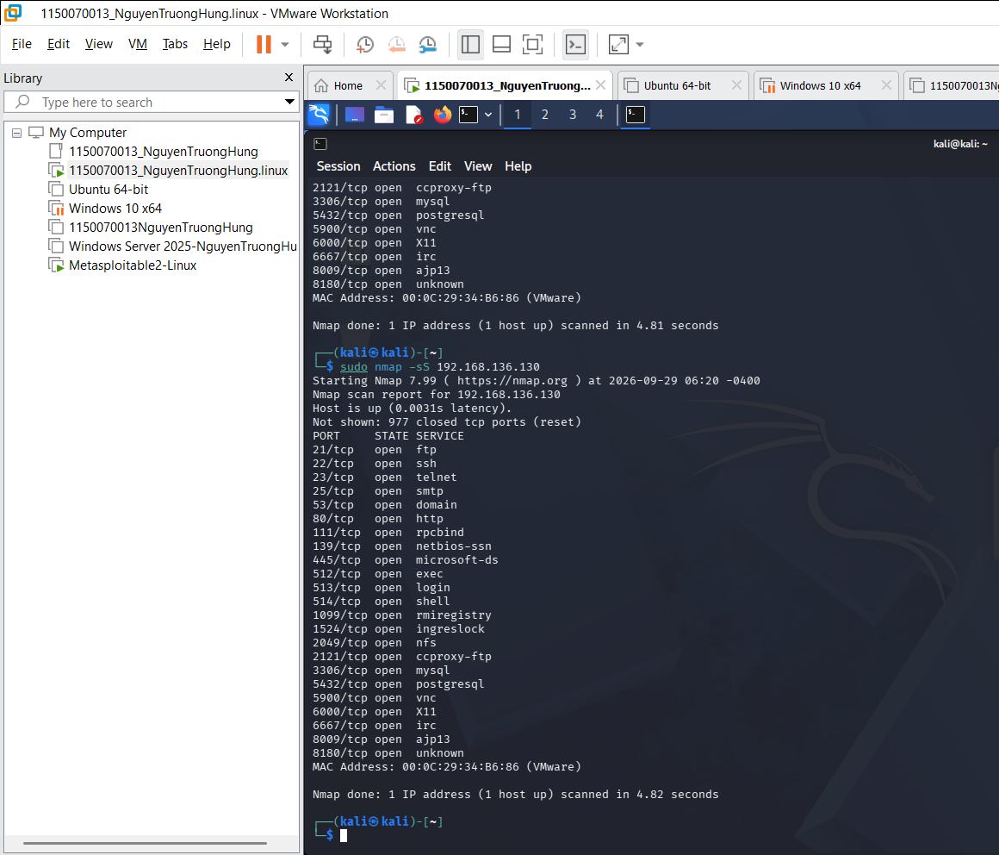 1150070013_NguyenTruongHung.linux - VMware Workstation
File Edit View VM Tabs Help
Library
Type here to search
My Computer
1150070013_NguyenTruongHung
1150070013_NguyenTruongHung.linux
Ubuntu 64-bit
Windows 10 x64
1150070013NguyenTruongHung
Windows Server 2025-NguyenTruongHu
Metasploitable2-Linux
Home
1150070013_NguyenTruong...
Ubuntu 64-bit
Windows 10 x64
1150070013N
1 2 3 4
kali@kali: ~
Session Actions Edit View Help
2121/tcp open ccproxy-ftp
3306/tcp open mysql
5432/tcp open postgresql
5900/tcp open vnc
6000/tcp open X11
6667/tcp open irc
8009/tcp open ajp13
8180/tcp open unknown
MAC Address: 00:0C:29:34:B6:86 (VMware)
Nmap done: 1 IP address (1 host up) scanned in 4.81 seconds
┌──(kali㉿kali)-[~]
└─$ sudo nmap -sS 192.168.136.130
Starting Nmap 7.99 ( https://nmap.org ) at 2026-09-29 06:20 -0400
Nmap scan report for 192.168.136.130
Host is up (0.0031s latency).
Not shown: 977 closed tcp ports (reset)
PORT STATE SERVICE
21/tcp open ftp
22/tcp open ssh
23/tcp open telnet
25/tcp open smtp
53/tcp open domain
80/tcp open http
111/tcp open rpcbind
139/tcp open netbios-ssn
445/tcp open microsoft-ds
512/tcp open exec
513/tcp open login
514/tcp open shell
1099/tcp open rmiregistry
1524/tcp open ingreslock
2049/tcp open nfs
2121/tcp open ccproxy-ftp
3306/tcp open mysql
5432/tcp open postgresql
5900/tcp open vnc
6000/tcp open X11
6667/tcp open irc
8009/tcp open ajp13
8180/tcp open unknown
MAC Address: 00:0C:29:34:B6:86 (VMware)
Nmap done: 1 IP address (1 host up) scanned in 4.82 seconds
┌──(kali㉿kali)-[~]
└─$